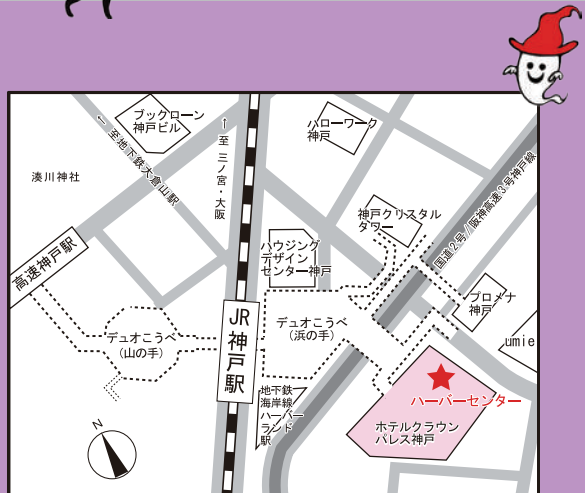 ブックローン
神戸ビル
← 至地下鉄大倉山駅
← 至 三ノ宮・大阪
ハローワーク
神戸
湊川神社
国道2号/阪神高速3号神戸線
神戸クリスタル
タワー
高速神戸駅
ハウジング
デザイン
センター神戸
プロメナ
神戸
JR
神戸駅
デュオこうべ
(浜の手)
デュオこうべ
(山の手)
umie
地下鉄
海岸線
ハーバー
ランド
駅
ハーバーセンター
ホテルクラウン
パレス神戸
N